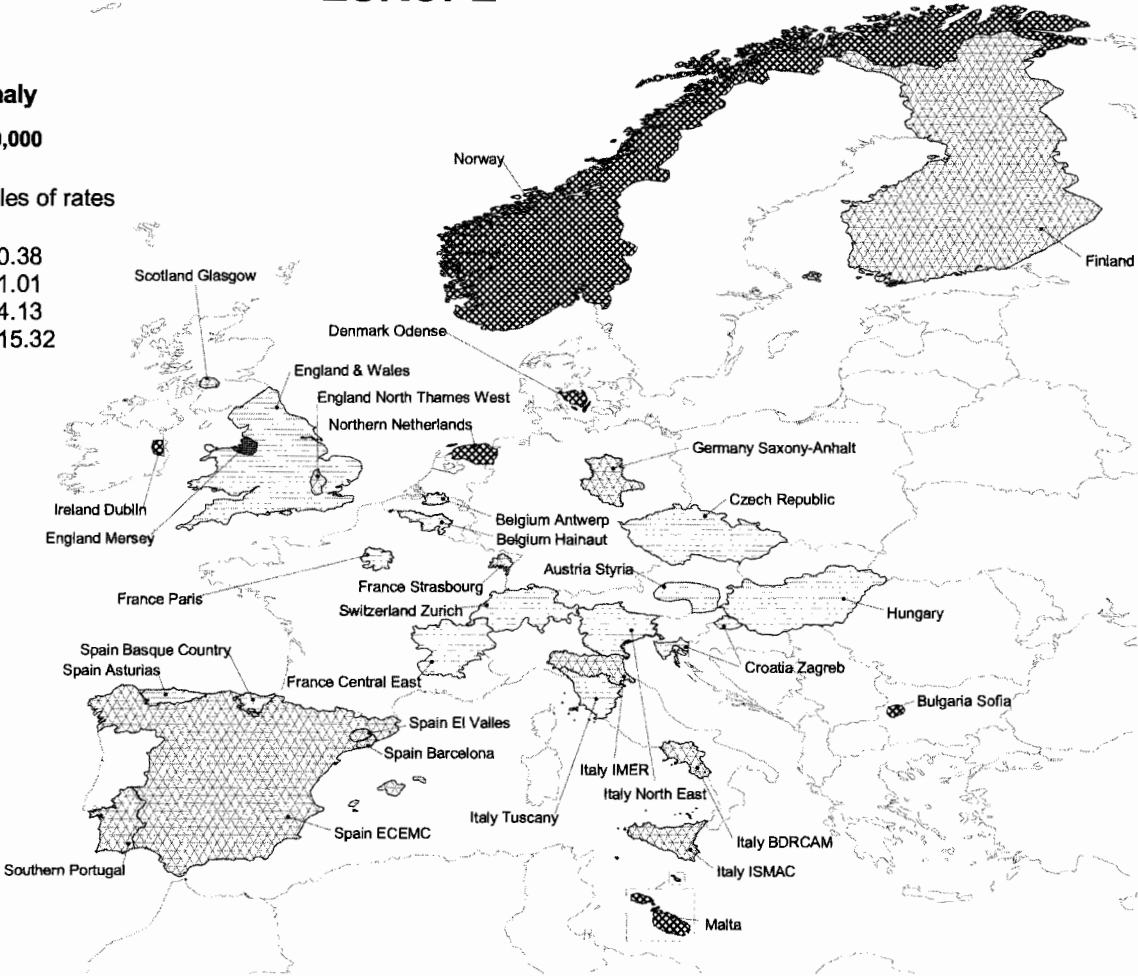 naly
0,000
les of rates
0.38
1.01
4.13
15.32
Norway
Finland
Scotland Glasgow
Denmark Odense
England & Wales
England North Thames West
Northern Netherlands
Germany Saxony-Anhalt
Czech Republic
Ireland Dublin
England Mersey
Belgium Antwerp
Belgium Hainaut
Austria Styria
France Strasbourg
France Paris
Switzerland Zurich
Hungary
Spain Basque Country
Spain Asturias
France Central East
Croatia Zagreb
Bulgaria Sofia
Spain El Valles
Spain Barcelona
Italy IMER
Italy North East
Italy Tuscany
Spain ECEMC
Italy BDRCAM
Southern Portugal
Italy ISMAC
Malta